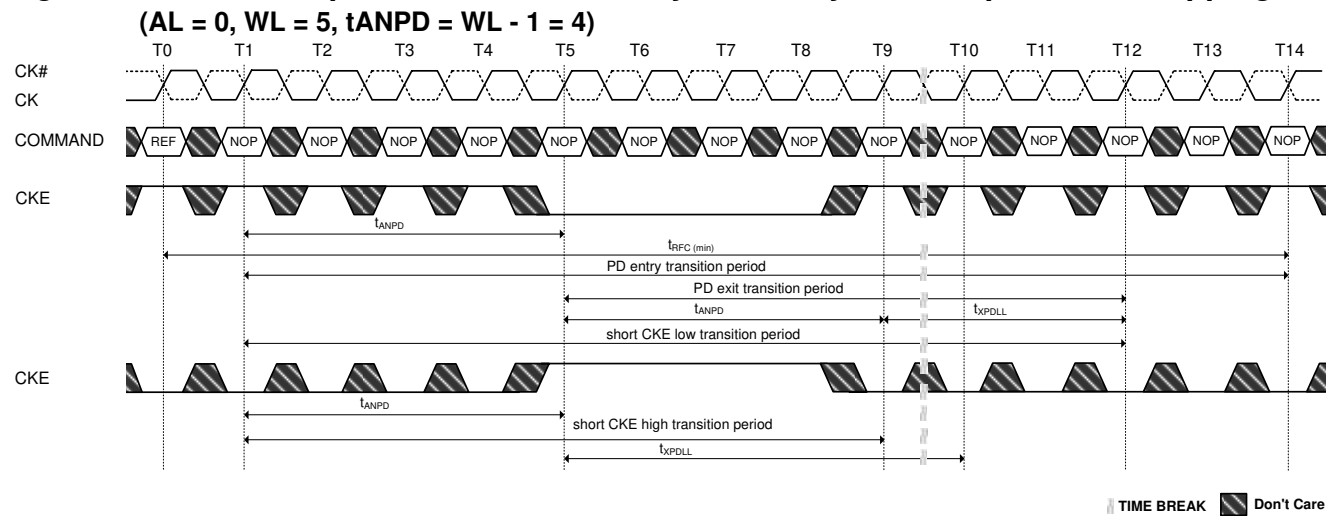 (AL = 0, WL = 5, tANPD = WL - 1 = 4)
T0 T1 T2 T3 T4 T5 T6 T7 T8 T9 T10 T11 T12 T13 T14
CK#
CK
COMMAND REF NOP NOP NOP NOP NOP NOP NOP NOP NOP NOP NOP NOP NOP NOP
CKE
tANPD
tRFC (min)
PD entry transition period
PD exit transition period
tANPD tXPDLL
short CKE low transition period
CKE
tANPD
short CKE high transition period
tXPDLL
TIME BREAK Don't Care